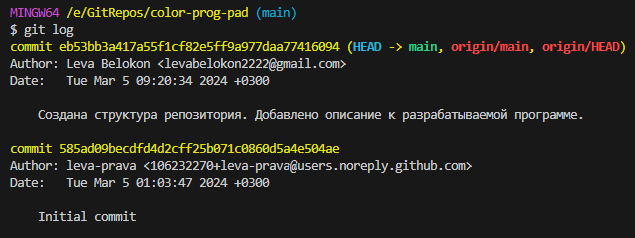 MINGW64 /e/GitRepos/color-prog-pad (main)
$ git log
commit eb53bb3a417a55f1cf82e5ff9a977daa77416094 (HEAD -> main, origin/main, origin/HEAD)
Author: Leva Belokon <levabelokon2222@gmail.com>
Date:   Tue Mar 5 09:20:34 2024 +0300
Создана структура репозитория. Добавлено описание к разрабатываемой программе.
commit 585ad09becdfd4d2cff25b071c0860d5a4e504ae
Author: leva-prava <106232270+leva-prava@users.noreply.github.com>
Date:   Tue Mar 5 01:03:47 2024 +0300
Initial commit